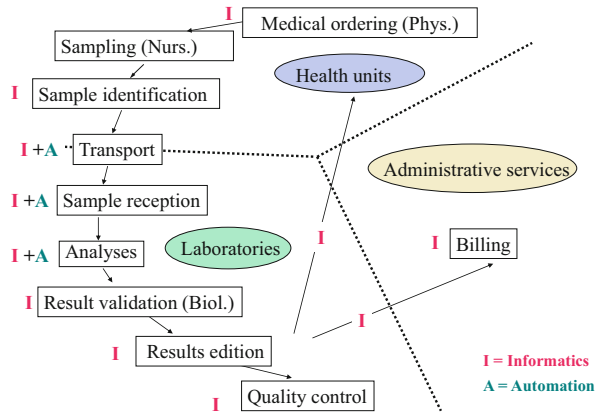 I
Medical ordering (Phys.)
Sampling (Nurs.)
Health units
I
Sample identification
I +A
Transport
Administrative services
I +A
Sample reception
I
I
Billing
I +A
Analyses
Laboratories
I
Result validation (Biol.)
I
I
Results edition
I = Informatics
A = Automation
I
Quality control